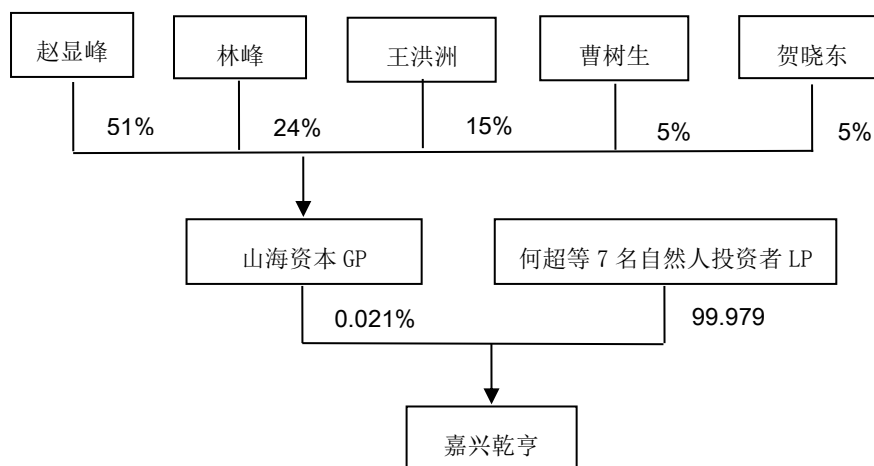 赵显峰
林峰
王洪洲
曹树生
贺晓东
51%
24%
15%
5%
5%
山海资本 GP
何超等 7 名自然人投资者 LP
0.021%
99.979
嘉兴乾亨